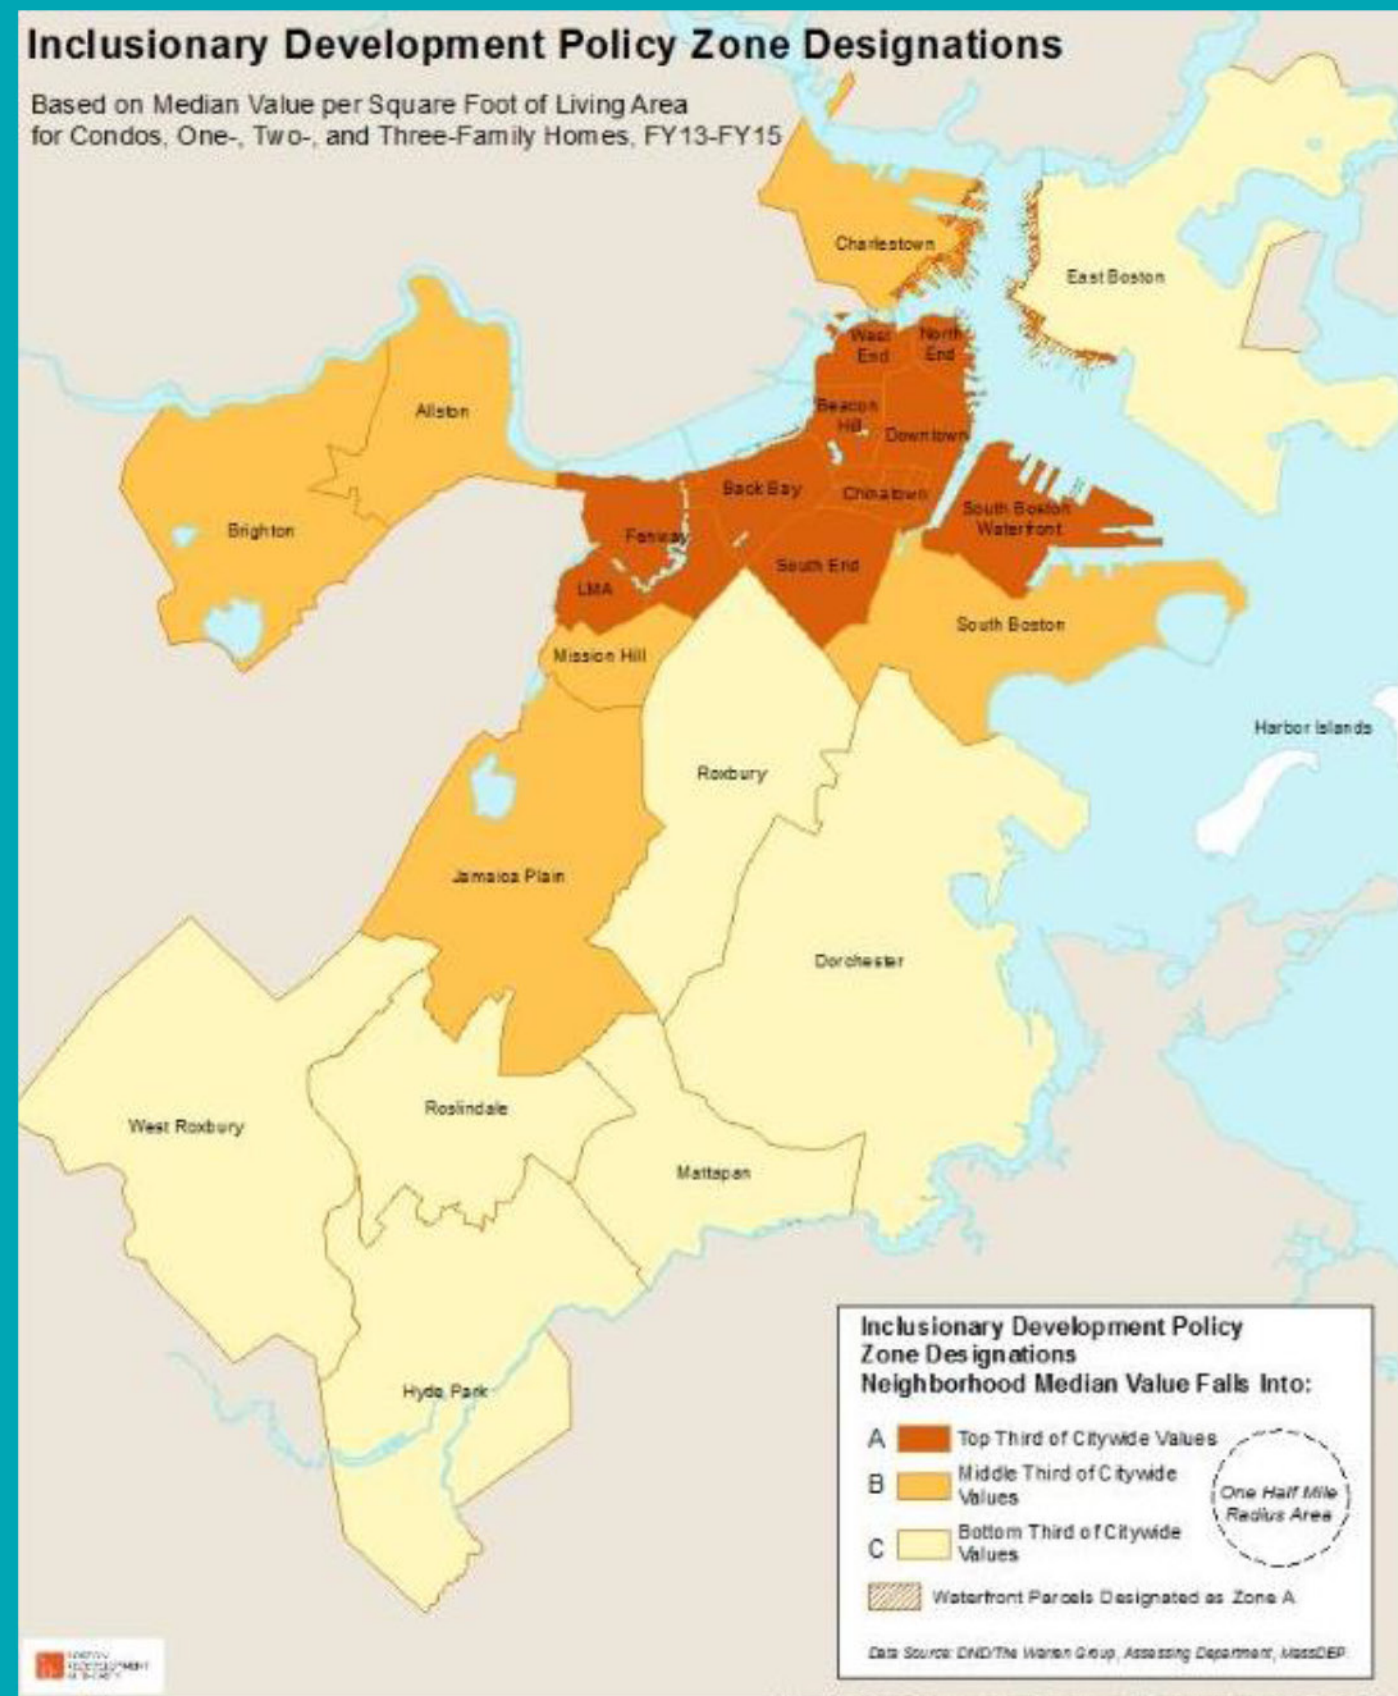 Inclusionary Development Policy Zone Designations
Based on Median Value per Square Foot of Living Area
for Condos, One-, Two-, and Three-Family Homes, FY13-FY15
Charlestown
East Boston
West
End
North
End
Allston
Beacon
Hill
Downtown
Back Bay
Chinatown
South Boston
Waterfront
Brighton
Fenway
South End
LMA
South Boston
Mission Hill
Harbor Islands
Roxbury
Jamaica Plain
Dorchester
Roslindale
West Roxbury
Mattapan
Hyde Park
Inclusionary Development Policy
Zone Designations
Neighborhood Median Value Falls Into:
A Top Third of Citywide Values
B Middle Third of Citywide
Values
C Bottom Third of Citywide
Values
One Half Mile
Radius Area
Waterfront Parcels Designated as Zone A
Data Source: DND/The Warren Group, Assessing Department, MassDEP